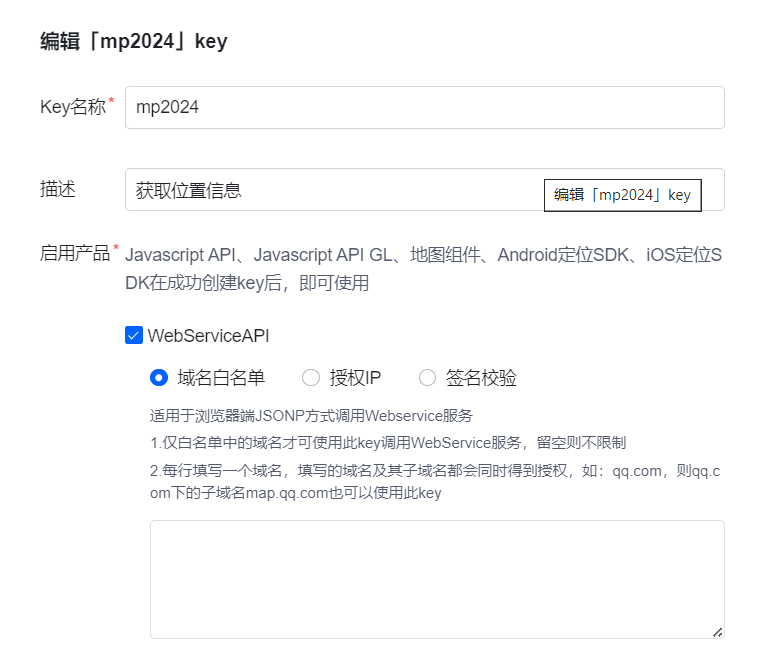 编辑「mp2024」key
Key名称*
mp2024
描述
获取位置信息
编辑「mp2024」key
启用产品*
Javascript API、Javascript API GL、地图组件、Android定位SDK、iOS定位S
DK在成功创建key后，即可使用
WebServiceAPI
域名白名单 授权IP 签名校验
适用于浏览器端JSONP方式调用Webservice服务
1.仅白名单中的域名才可使用此key调用WebService服务，留空则不限制
2.每行填写一个域名，填写的域名及其子域名都会同时得到授权，如：qq.com，则qq.c
om下的子域名map.qq.com也可以使用此key